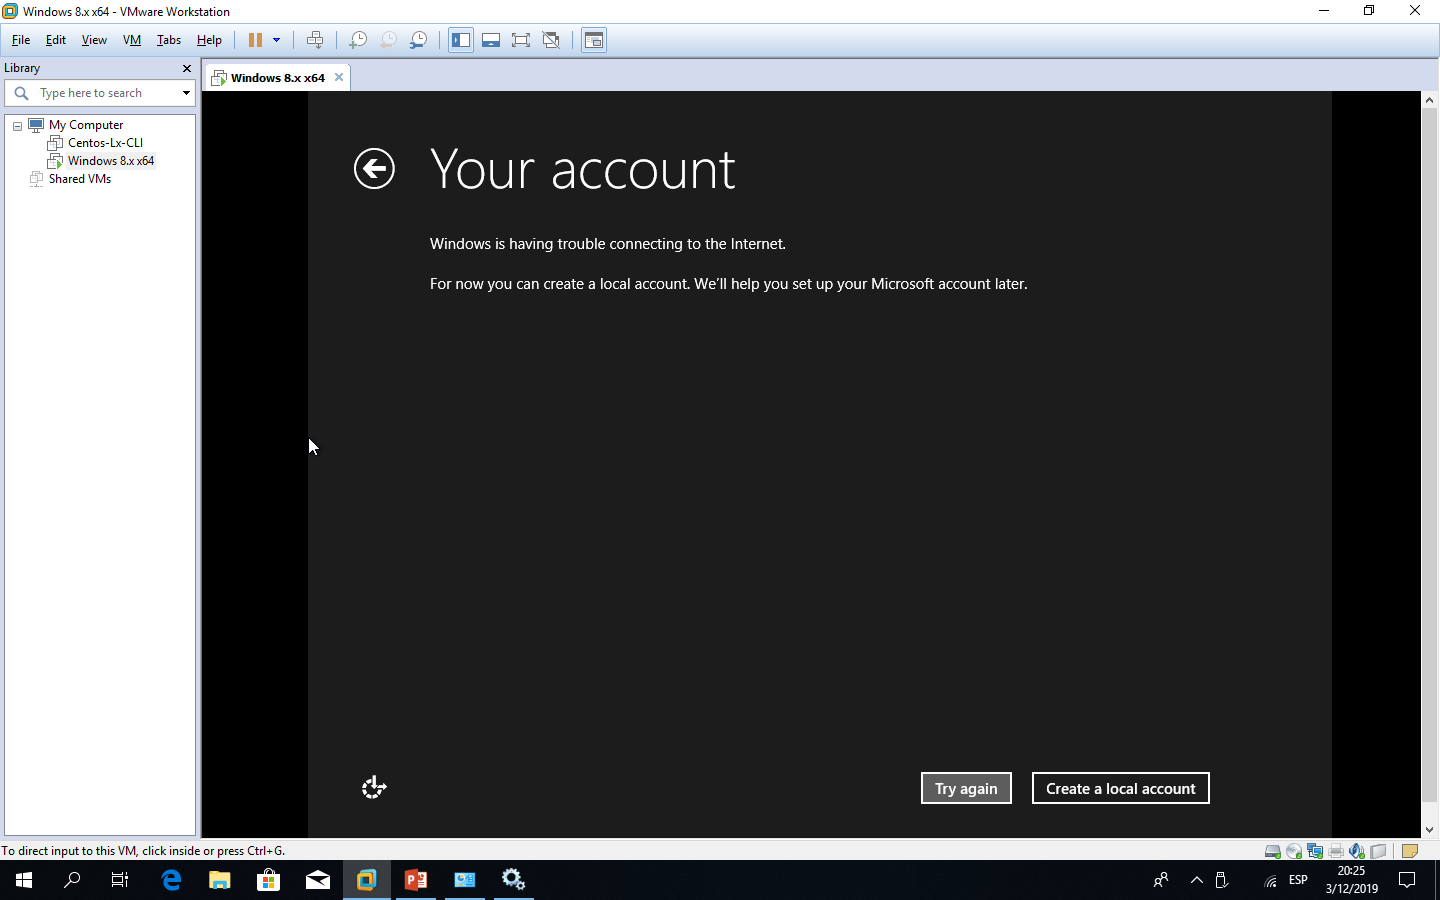 Windows 8.x x64 - VMware Workstation
File Edit View VM Tabs Help
Library
Windows 8.x x64
Type here to search
My Computer
Centos-Lx-CLI
Windows 8.x x64
Shared VMs
Your account
Windows is having trouble connecting to the Internet.
For now you can create a local account. We'll help you set up your Microsoft account later.
Try again
Create a local account
To direct input to this VM, click inside or press Ctrl+G.
ESP
20:25
3/12/2019